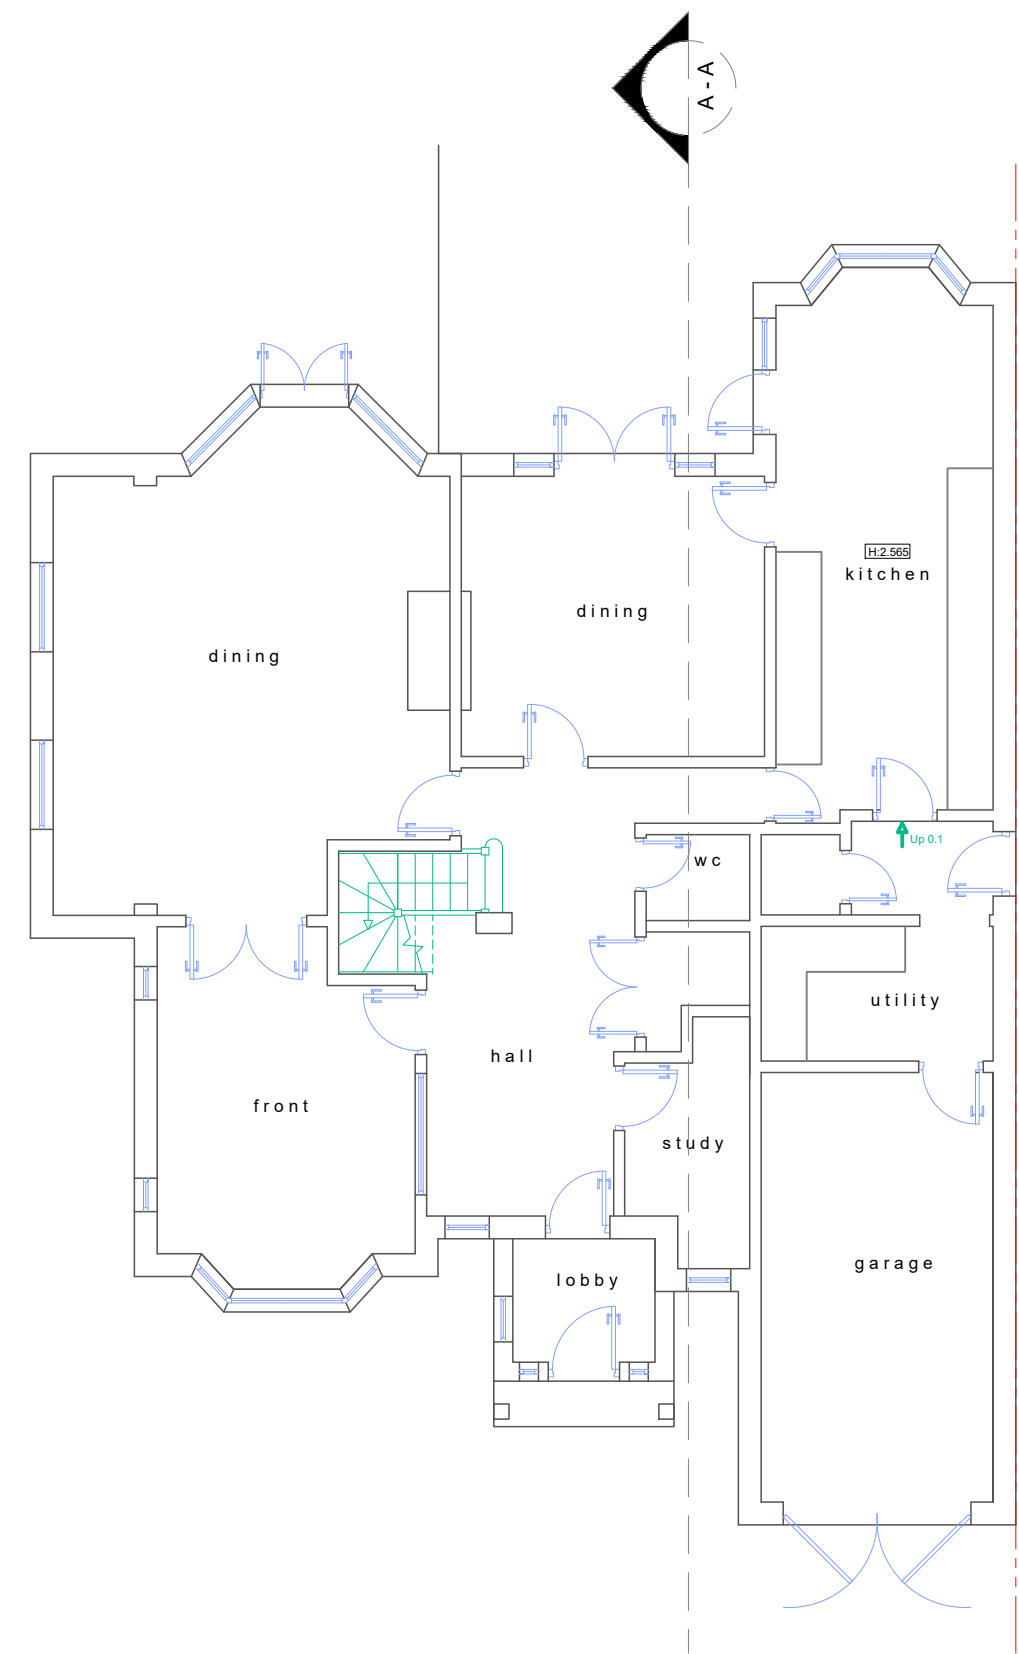 A - A
H:2.565
kitchen
dining
dining
Up 0.1
wc
utility
hall
front
study
garage
lobby